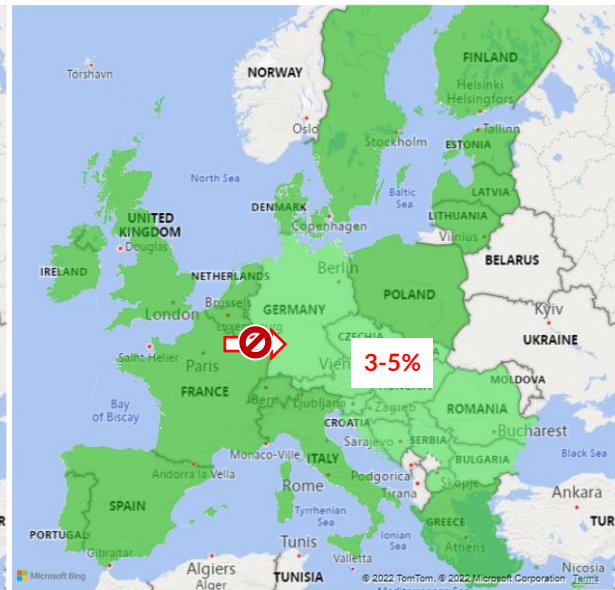 Tórshavn
NORWAY
FINLAND
Helsinki
Helsingfors
Oslo
Stockholm
Tallinn
ESTONIA
North Sea
Baltic
Sea
LATVIA
DENMARK
Copenhagen
LITHUANIA
Vilnius
UNITED
KINGDOM
Douglas
BELARUS
IRELAND
NETHERLANDS
Berlin
POLAND
London
Brussels
GERMANY
Kyiv
UKRAINE
Saint Helier
Paris
3-5%
MOLDOVA
FRANCE
Bern
Ljubljana
Zagreb
ROMANIA
Bay
of Biscay
CROATIA
Bucharest
Sarajevo
SERBIA
Monaco-Ville
ITALY
BULGARIA
Black Sea
Andorra la Vella
Podgorica
Skopje
Rome
Tirana
Ankara
SPAIN
Tyrrhenian
Sea
TUR
PORTUGAL
Ionian
Sea
GREECE
Athens
Gibraltar
Tunis
Valletta
Nicosia
Microsoft Bing
Algiers
Alger
TUNISIA
© 2022 TomTom, © 2022 Microsoft Corporation Terms